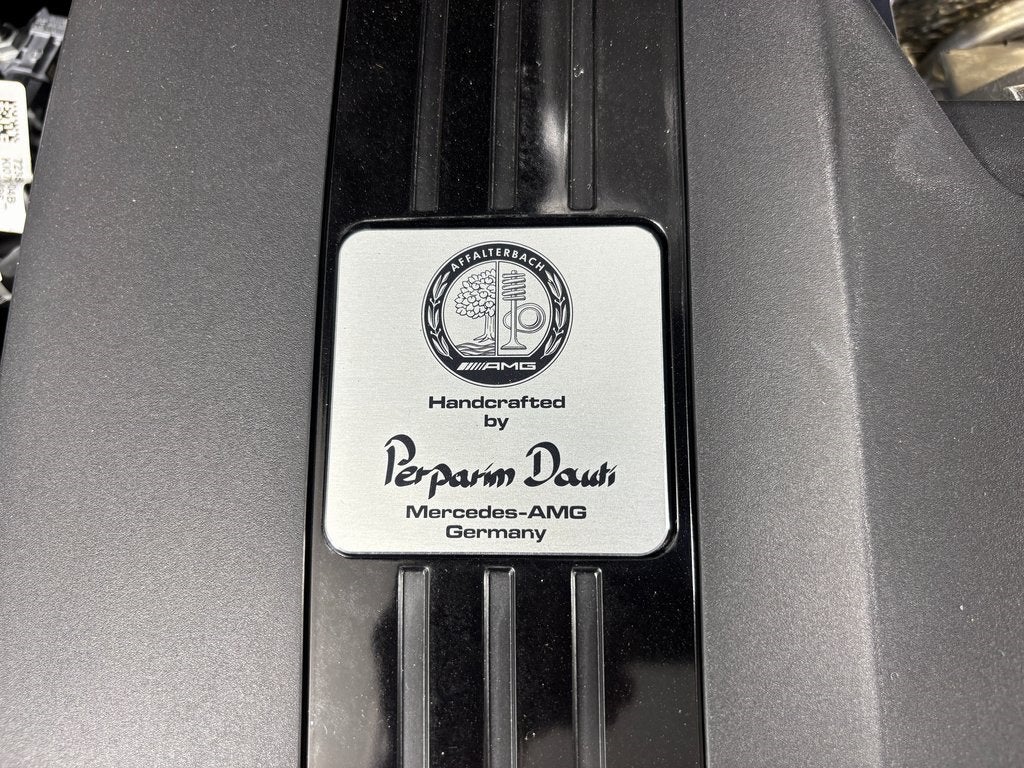 AFFALTERBACH
AMG
Handcrafted
by
Perparim Dauti
Mercedes-AMG
Germany